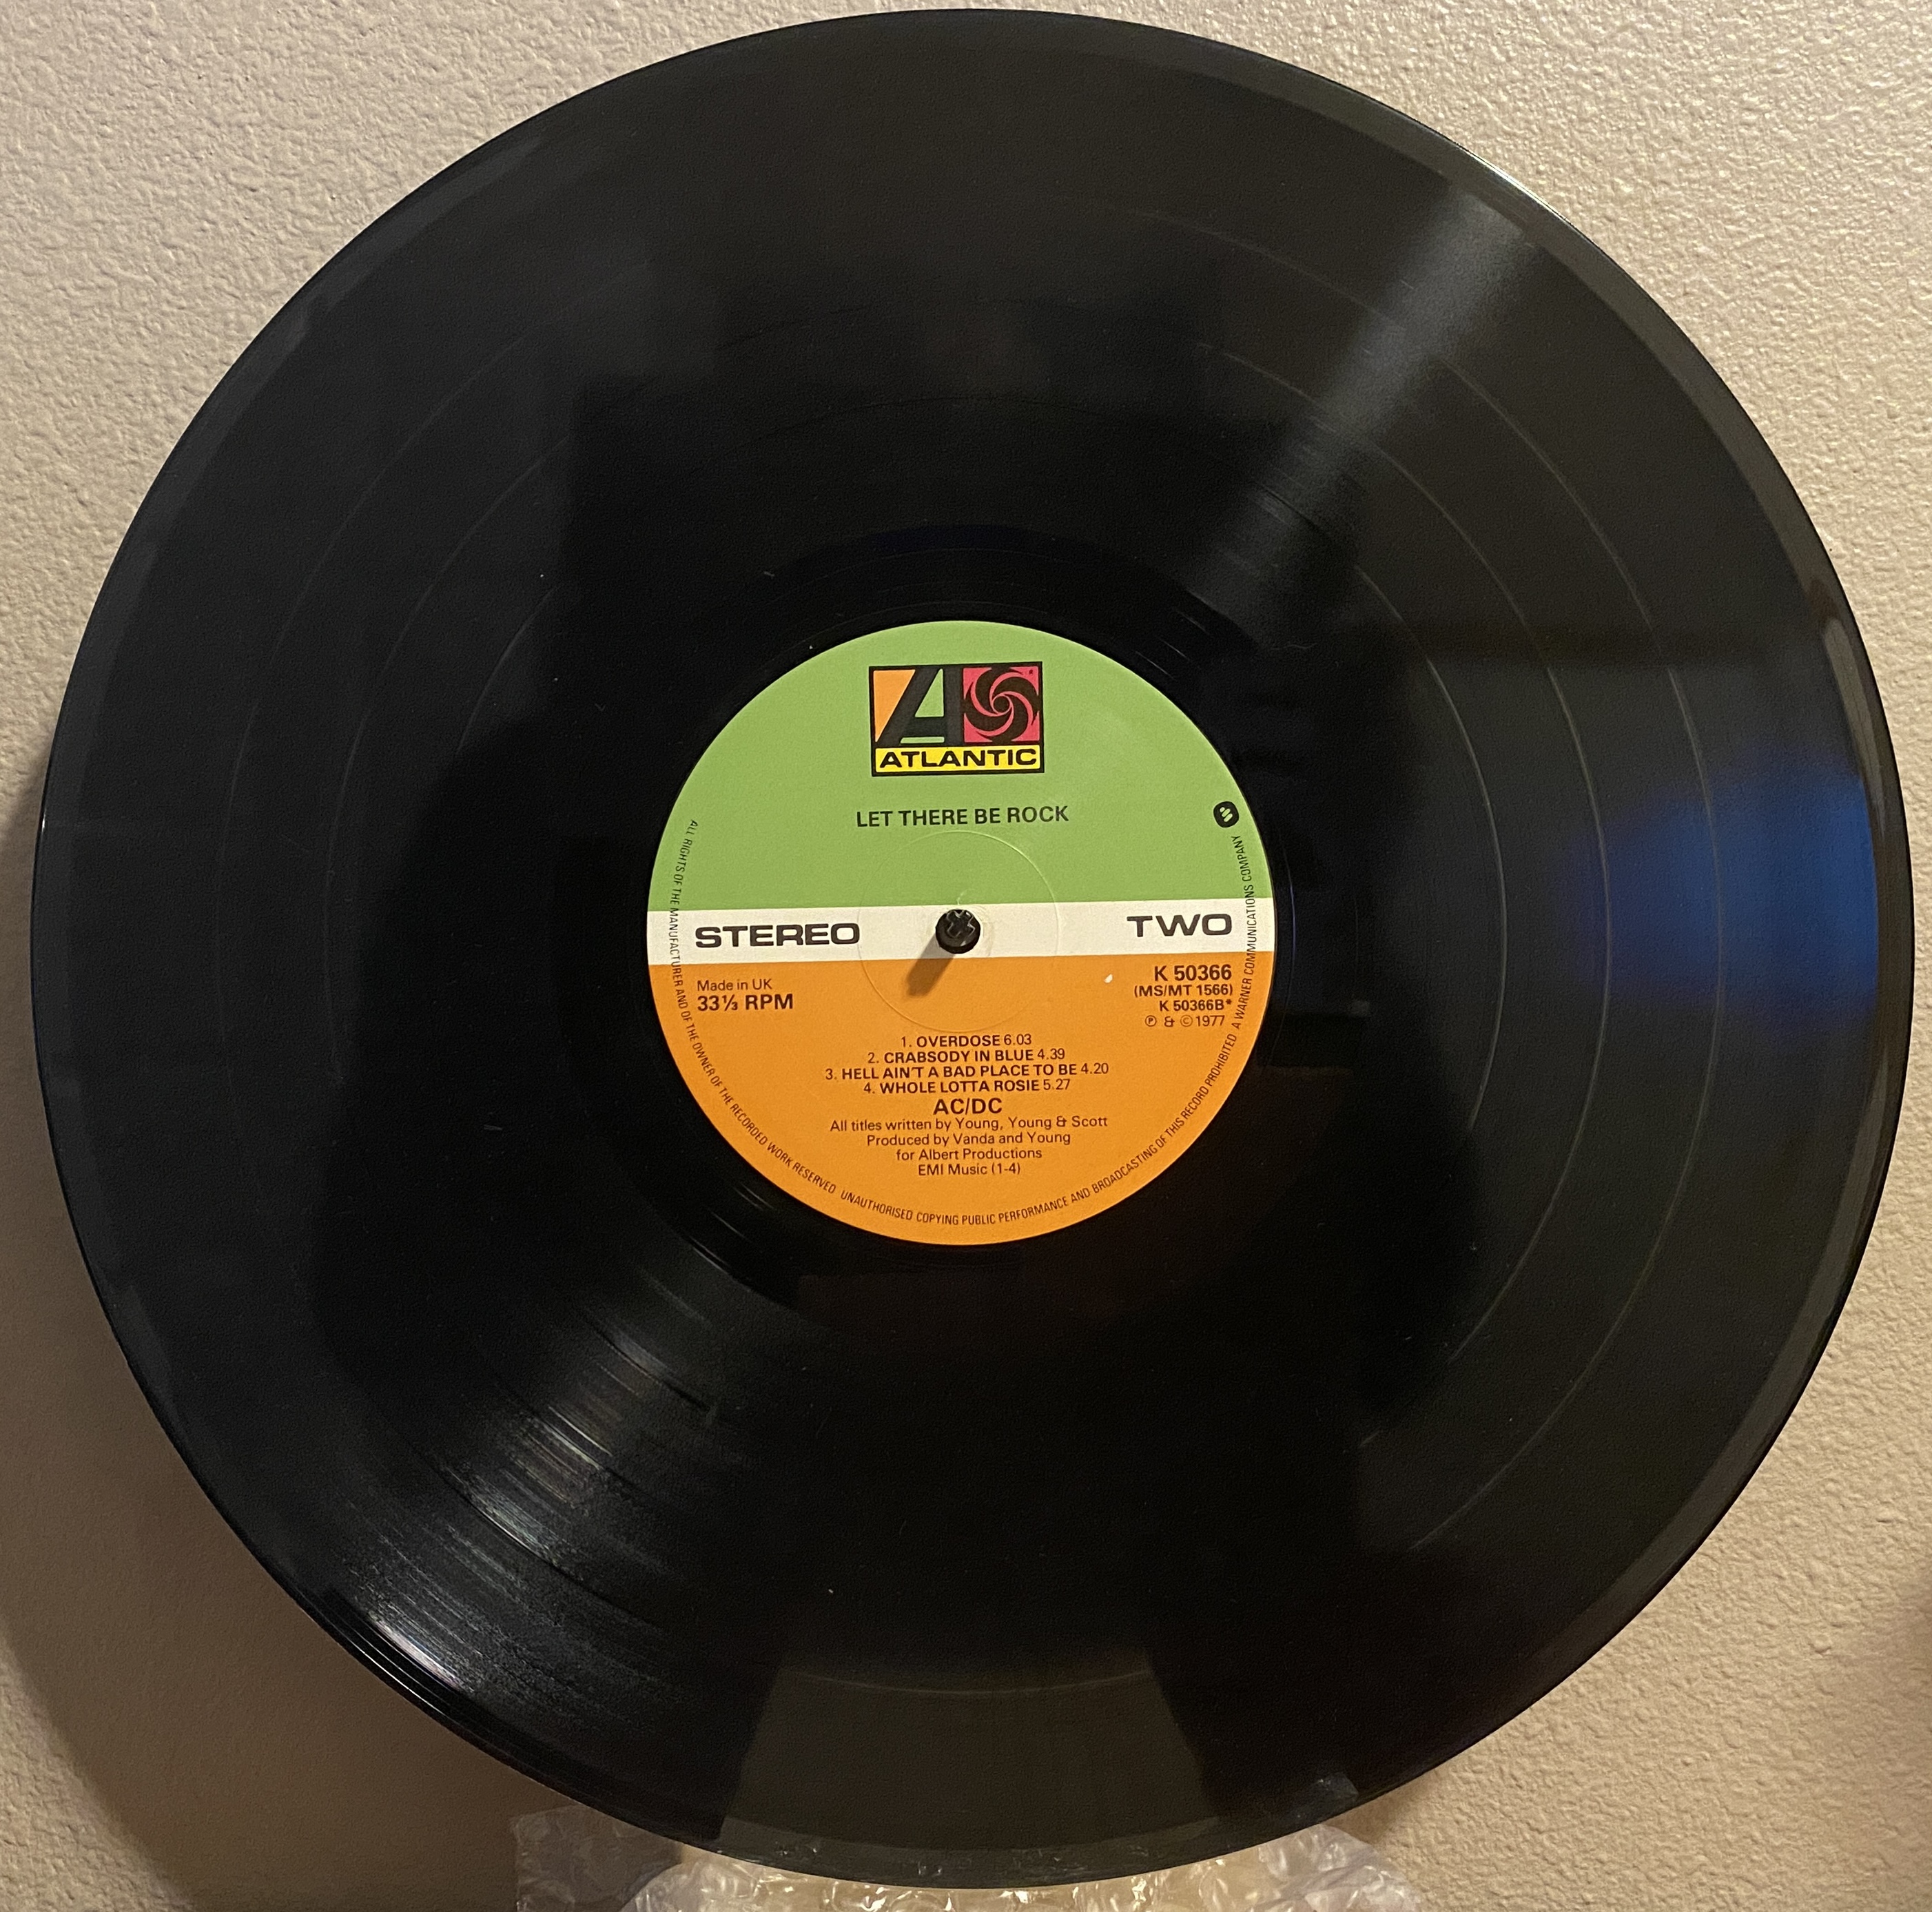 ATLANTIC
LET THERE BE ROCK
STEREO
TWO
Made in UK
33⅓ RPM
K 50366
(MS/MT 1566)
K 50366B*
Ⓟ & © 1977
1. OVERDOSE 6.03
2. CRABSODY IN BLUE 4.39
3. HELL AIN'T A BAD PLACE TO BE 4.20
4. WHOLE LOTTA ROSIE 5.27
AC/DC
All titles written by Young, Young & Scott
Produced by Vanda and Young
for Albert Productions
EMI Music (1-4)
ALL RIGHTS OF THE MANUFACTURER AND OF THE OWNER OF THE RECORDED WORK RESERVED UNAUTHORISED COPYING PUBLIC PERFORMANCE AND BROADCASTING OF THIS RECORD PROHIBITED A WARNER COMMUNICATIONS COMPANY